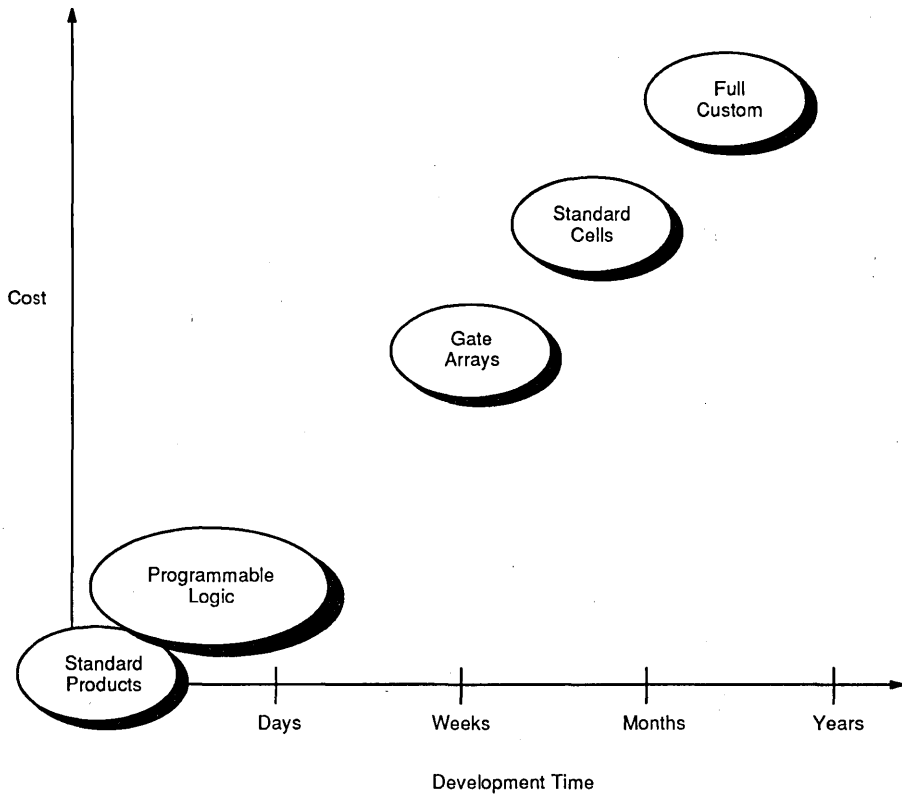 Full
Custom
Standard
Cells
Cost
Gate
Arrays
Programmable
Logic
Standard
Products
Days Weeks Months Years
Development Time